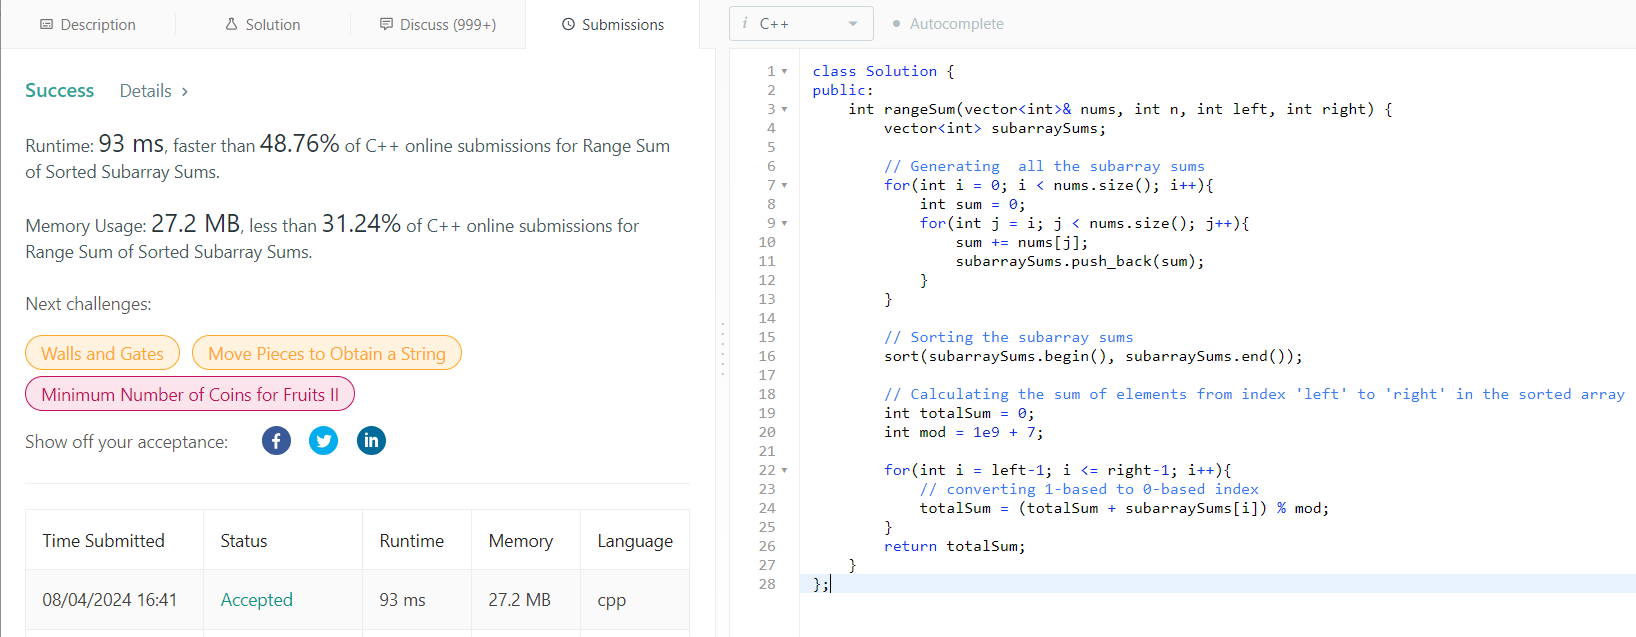 Description
Solution
Discuss (999+)
Submissions
i C++
Autocomplete
Success Details >
Runtime: 93 ms, faster than 48.76% of C++ online submissions for Range Sum
of Sorted Subarray Sums.
Memory Usage: 27.2 MB, less than 31.24% of C++ online submissions for
Range Sum of Sorted Subarray Sums.
Next challenges:
Walls and Gates
Move Pieces to Obtain a String
Minimum Number of Coins for Fruits II
Show off your acceptance: f in
Time Submitted Status Runtime Memory Language
08/04/2024 16:41 Accepted 93 ms 27.2 MB cpp
1 class Solution {
2 public:
3     int rangeSum(vector<int>& nums, int n, int left, int right) {
4         vector<int> subarraySums;
5
6         // Generating  all the subarray sums
7         for(int i = 0; i < nums.size(); i++){
8             int sum = 0;
9             for(int j = i; j < nums.size(); j++){
10                 sum += nums[j];
11                 subarraySums.push_back(sum);
12             }
13         }
14
15         // Sorting the subarray sums
16         sort(subarraySums.begin(), subarraySums.end());
17
18         // Calculating the sum of elements from index 'left' to 'right' in the sorted array
19         int totalSum = 0;
20         int mod = 1e9 + 7;
21
22         for(int i = left-1; i <= right-1; i++){
23             // converting 1-based to 0-based index
24             totalSum = (totalSum + subarraySums[i]) % mod;
25         }
26         return totalSum;
27     }
28 };